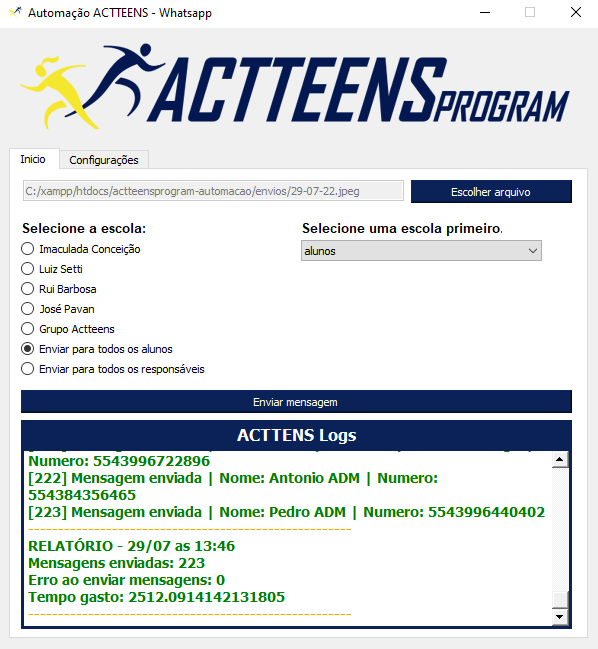 Automação ACTTEENS - Whatsapp
ACTTEENSPROGRAM
Inicio
Configurações
C:/xampp/htdocs/actteensprogram-automacao/envios/29-07-22.jpeg
Escolher arquivo
Selecione a escola:
Selecione uma escola primeiro.
Imaculada Conceição
alunos
Luiz Setti
Rui Barbosa
José Pavan
Grupo Actteens
Enviar para todos os alunos
Enviar para todos os responsáveis
Enviar mensagem
ACTTENS Logs
Numero: 5543996722896
[222] Mensagem enviada | Nome: Antonio ADM | Numero:
554384356465
[223] Mensagem enviada | Nome: Pedro ADM | Numero: 5543996440402
------------------------------------------------------
RELATÓRIO - 29/07 as 13:46
Mensagens enviadas: 223
Erro ao enviar mensagens: 0
Tempo gasto: 2512.0914142131805
------------------------------------------------------